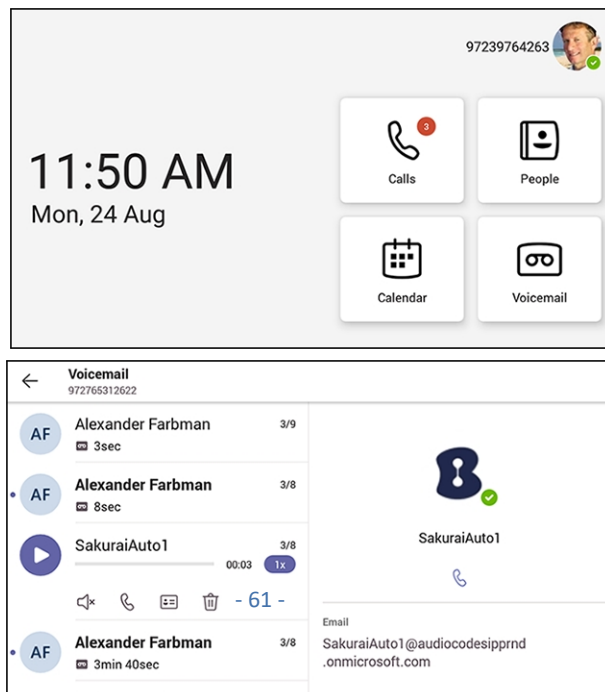 97239764263
3
11:50 AM
Mon, 24 Aug
Calls
People
Calendar
Voicemail
Voicemail
972765312622
AF
Alexander Farbman 3/9
3sec
AF
Alexander Farbman 3/8
8sec
SakuraiAuto1 3/8
00:03 1x
- 61 -
AF
Alexander Farbman 3/8
3min 40sec
SakuraiAuto1
Email
SakuraiAuto1@audiocodesipprnd
.onmicrosoft.com